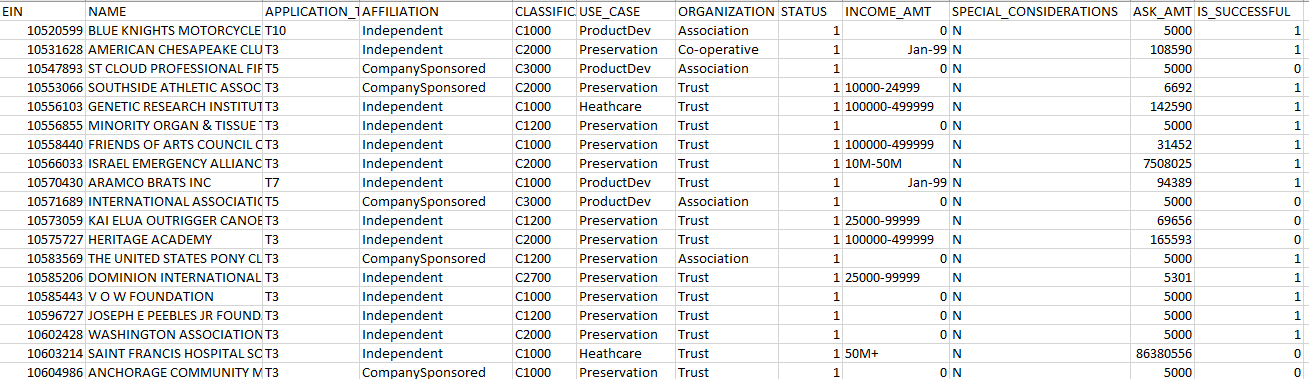 EIN NAME APPLICATION_T AFFILIATION CLASSIFIC USE_CASE ORGANIZATION STATUS INCOME_AMT SPECIAL_CONSIDERATIONS ASK_AMT IS_SUCCESSFUL
10520599 BLUE KNIGHTS MOTORCYCLE T10 Independent C1000 ProductDev Association 1 0 N 5000 1
10531628 AMERICAN CHESAPEAKE CLU T3 Independent C2000 Preservation Co-operative 1 Jan-99 N 108590 1
10547893 ST CLOUD PROFESSIONAL FIF T5 CompanySponsored C3000 ProductDev Association 1 0 N 5000 0
10553066 SOUTHSIDE ATHLETIC ASSOC T3 CompanySponsored C2000 Preservation Trust 1 10000-24999 N 6692 1
10556103 GENETIC RESEARCH INSTITUT T3 Independent C1000 Heathcare Trust 1 100000-499999 N 142590 1
10556855 MINORITY ORGAN & TISSUE T T3 Independent C1200 Preservation Trust 1 0 N 5000 1
10558440 FRIENDS OF ARTS COUNCIL C T3 Independent C1000 Preservation Trust 1 100000-499999 N 31452 1
10566033 ISRAEL EMERGENCY ALLIANC T3 Independent C2000 Preservation Trust 1 10M-50M N 7508025 1
10570430 ARAMCO BRATS INC T7 Independent C1000 ProductDev Trust 1 Jan-99 N 94389 1
10571689 INTERNATIONAL ASSOCIATIO T5 CompanySponsored C3000 ProductDev Association 1 0 N 5000 0
10573059 KAI ELUA OUTRIGGER CANOE T3 Independent C1200 Preservation Trust 1 25000-99999 N 69656 0
10575727 HERITAGE ACADEMY T3 Independent C2000 Preservation Trust 1 100000-499999 N 165593 0
10583569 THE UNITED STATES PONY CL T3 CompanySponsored C1200 Preservation Association 1 0 N 5000 1
10585206 DOMINION INTERNATIONAL T3 Independent C2700 Preservation Trust 1 25000-99999 N 5301 1
10585443 V O W FOUNDATION T3 Independent C1000 Preservation Trust 1 0 N 5000 1
10596727 JOSEPH E PEEBLES JR FOUND. T3 Independent C1000 Preservation Trust 1 0 N 5000 1
10602428 WASHINGTON ASSOCIATION T3 Independent C2000 Preservation Trust 1 0 N 5000 1
10603214 SAINT FRANCIS HOSPITAL SC T3 Independent C1000 Heathcare Trust 1 50M+ N 86380556 0
10604986 ANCHORAGE COMMUNITY M T3 CompanySponsored C1000 Preservation Trust 1 0 N 5000 0